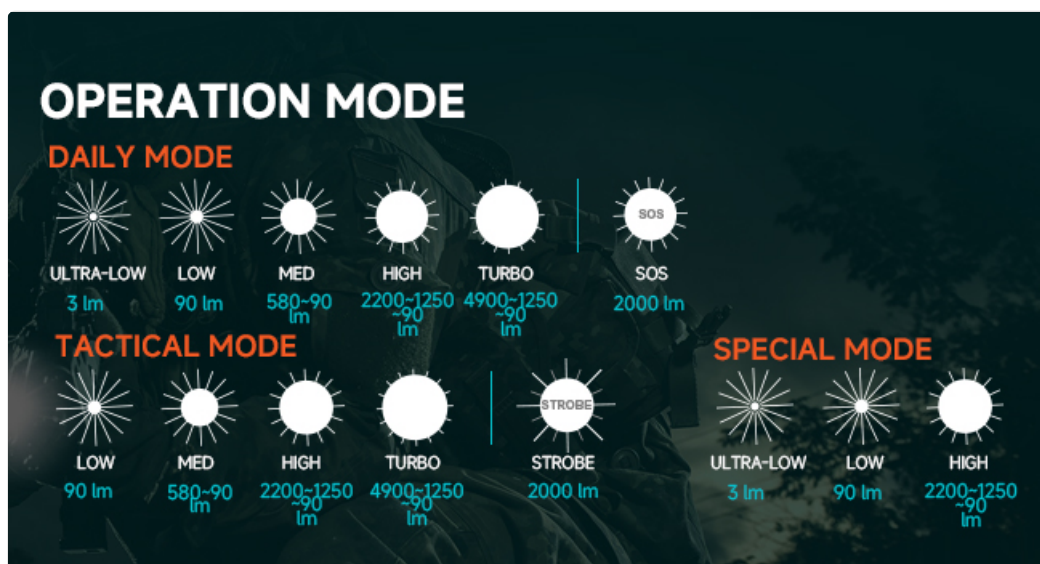 OPERATION MODE
DAILY MODE
SOS
ULTRA-LOW LOW MED HIGH TURBO SOS
3 lm 90 lm 580~90 lm 2200~1250 ~90 lm 4900~1250 ~90 lm 2000 lm
TACTICAL MODE
STROBE
LOW MED HIGH TURBO STROBE
90 lm 580~90 lm 2200~1250 ~90 lm 4900~1250 ~90 lm 2000 lm
SPECIAL MODE
ULTRA-LOW LOW HIGH
3 lm 90 lm 2200~1250 ~90 lm